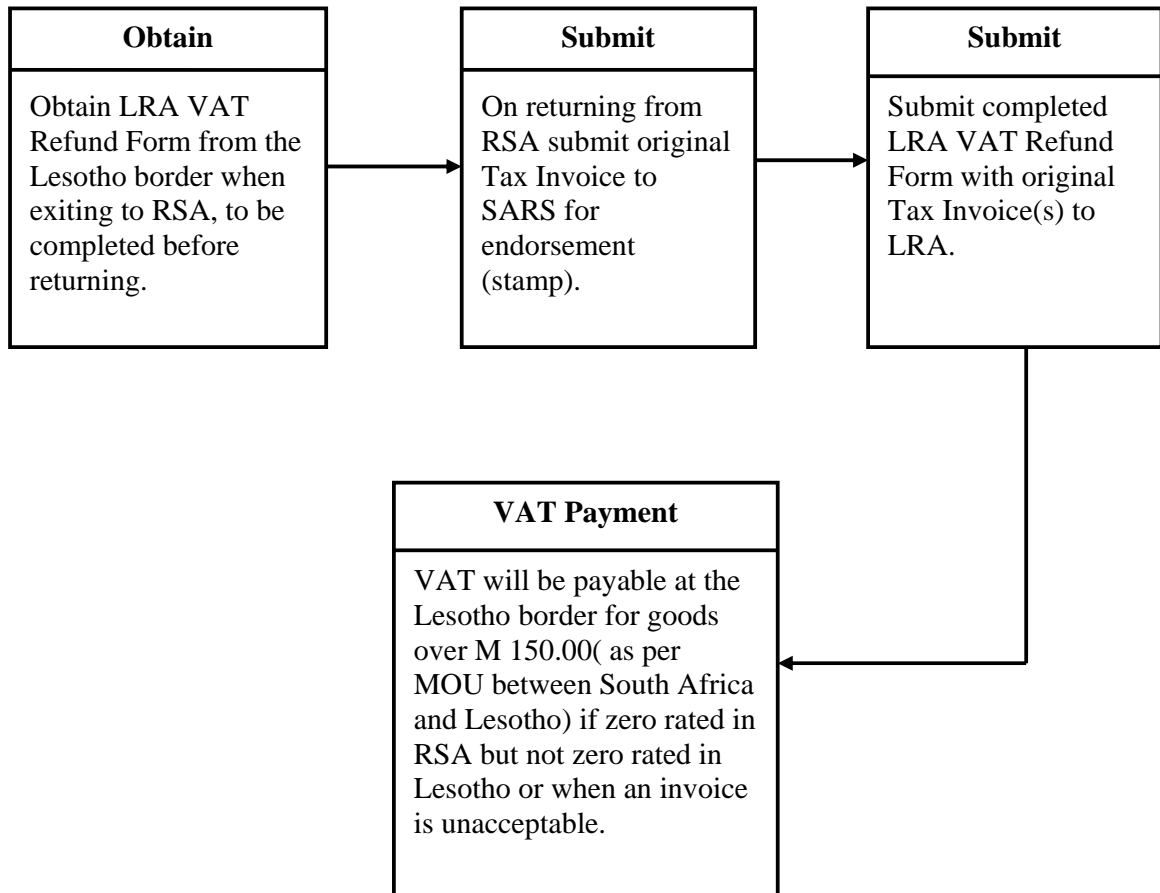 Obtain
Obtain LRA VAT
Refund Form from the
Lesotho border when
exiting to RSA, to be
completed before
returning.
Submit
On returning from
RSA submit original
Tax Invoice to
SARS for
endorsement
(stamp).
Submit
Submit completed
LRA VAT Refund
Form with original
Tax Invoice(s) to
LRA.
VAT Payment
VAT will be payable at the
Lesotho border for goods
over M 150.00( as per
MOU between South Africa
and Lesotho) if zero rated in
RSA but not zero rated in
Lesotho or when an invoice
is unacceptable.